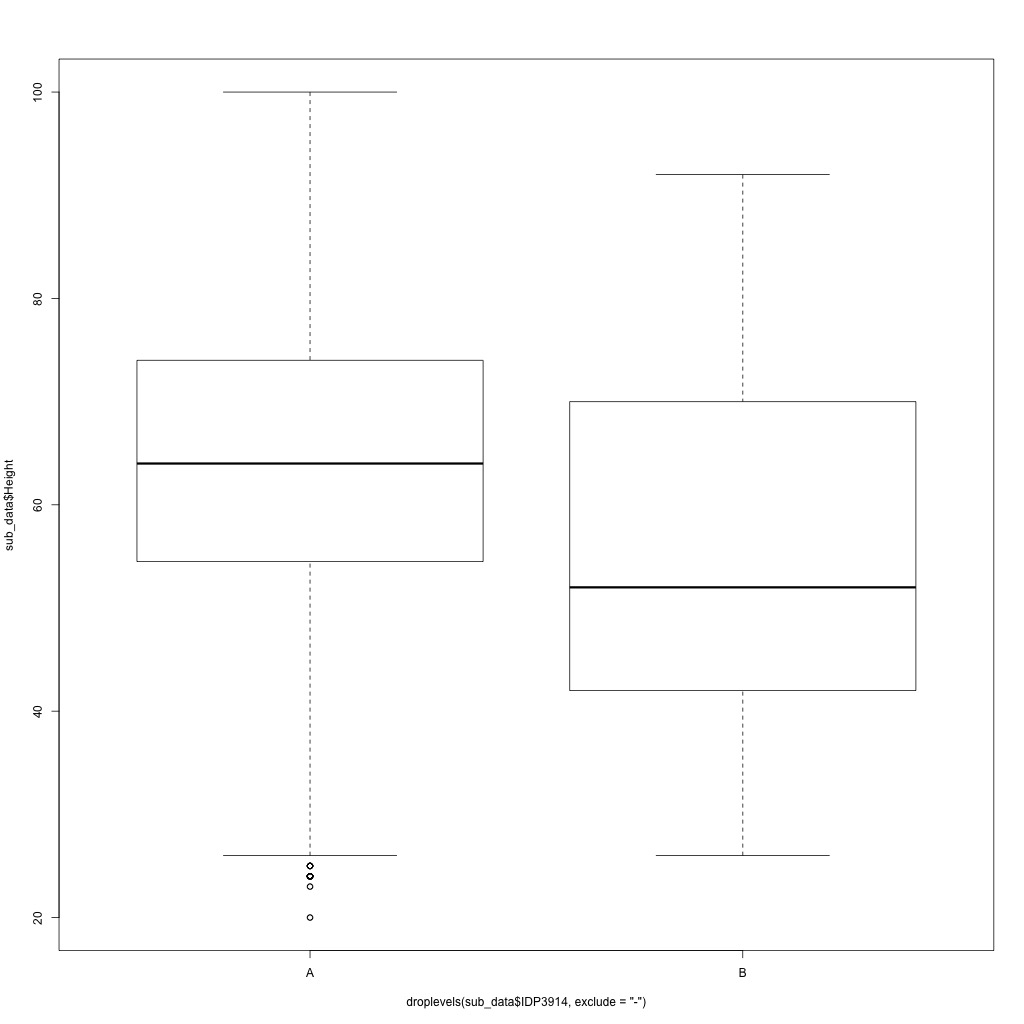 100
80
60
40
20
sub_data$Height
A
B
droplevels(sub_data$IDP3914, exclude = "-")